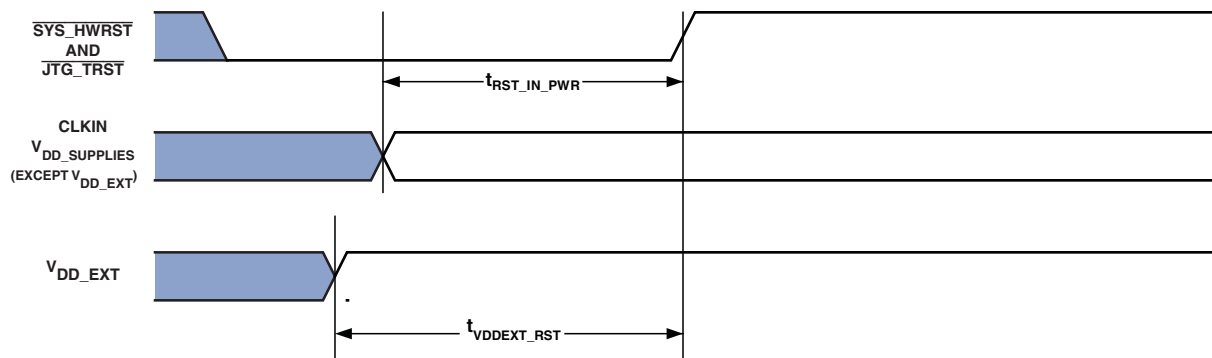 SYS_HWRST
AND
JTG_TRST
tRST_IN_PWR
CLKIN
VDD_SUPPLIES
(EXCEPT VDD_EXT)
VDD_EXT
tVDDEXT_RST